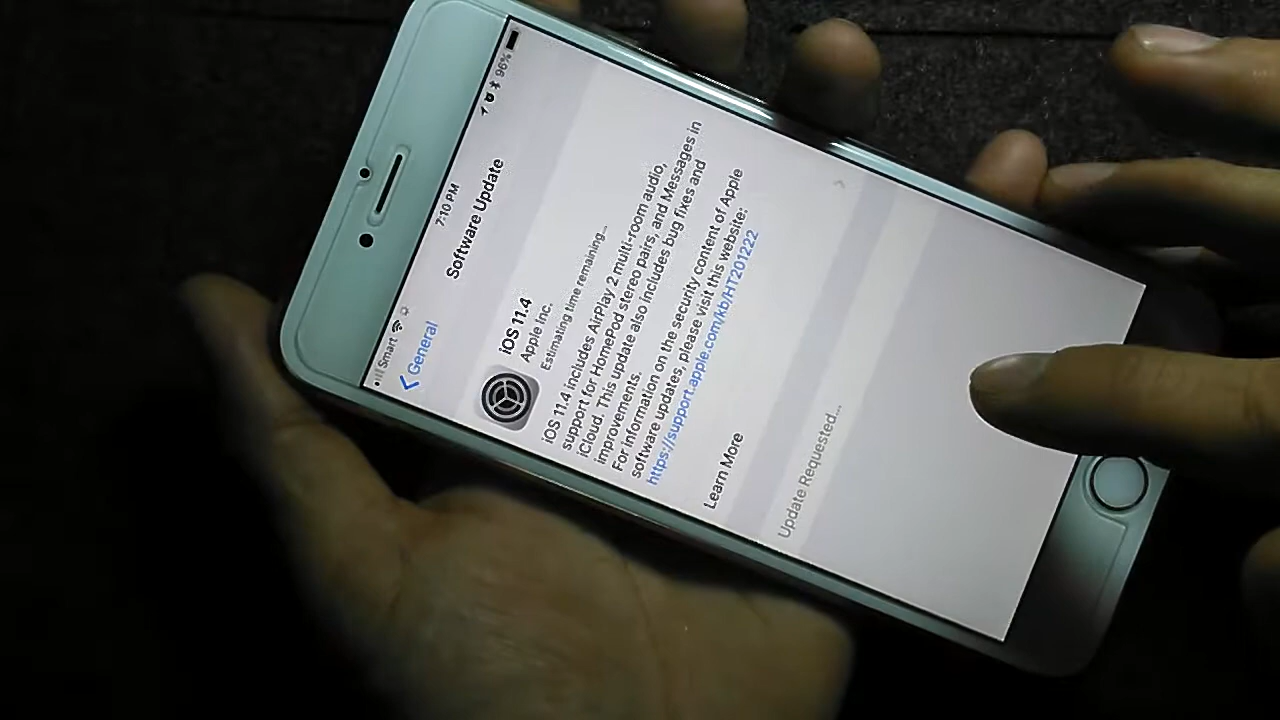 Smart 7:10 PM 96%
General Software Update
iOS 11.4
Apple Inc.
Estimating time remaining...
iOS 11.4 includes AirPlay 2 multi-room audio,
support for HomePod stereo pairs, and Messages in
iCloud. This update also includes bug fixes and
improvements.
For information on the security content of Apple
software updates, please visit this website:
https://support.apple.com/kb/HT201222
Learn More
Update Requested...